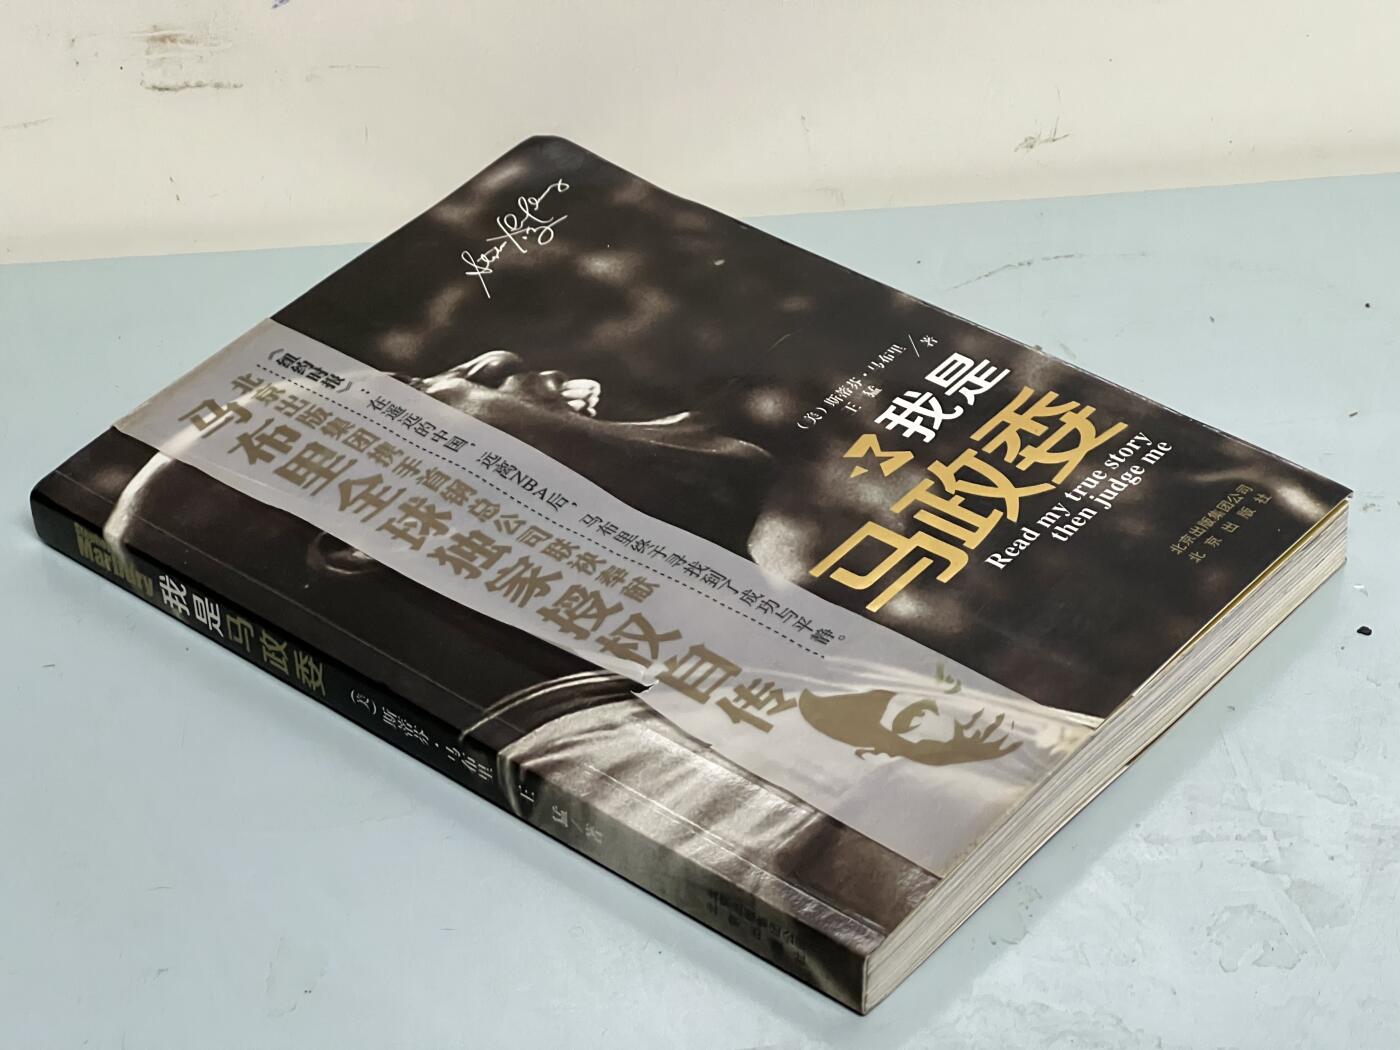 (美)斯蒂芬·马布里
王猛
/著
我是
马政委
Read my true story
then judge me
北京出版集团公司
北京出版社
《纽约时报》:
在遥远的中国,远离NBA后,马布里终于寻找到了成功与平静。
北京出版集团携手首钢总公司联袂奉献
马布里全球独家授权自传
我是马政委
(美)斯蒂芬·马布里
王猛/著